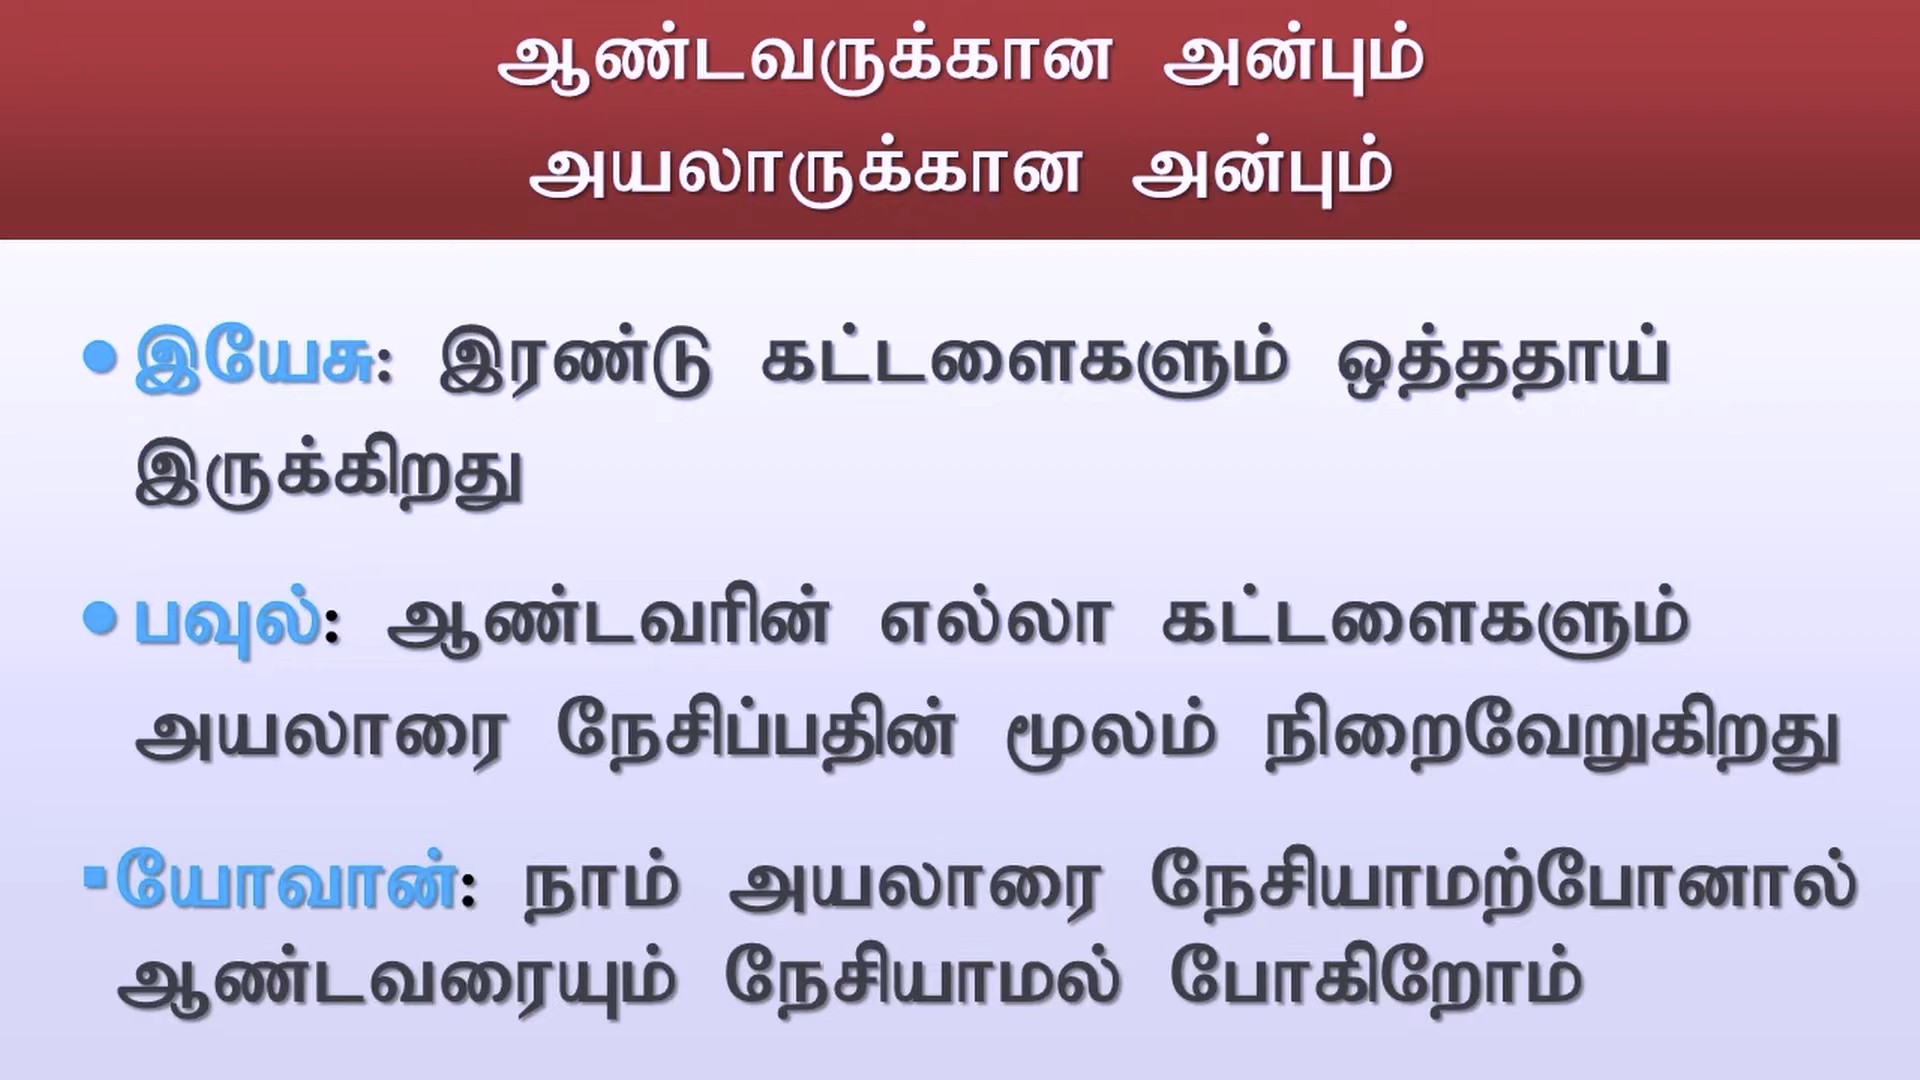 ஆண்டவருக்கான அன்பும்
அயலாருக்கான அன்பும்
•இயேசு: இரண்டு கட்டளைகளும் ஒத்ததாய்
இருக்கிறது
•பவுல்: ஆண்டவரின் எல்லா கட்டளைகளும்
அயலாரை நேசிப்பதின் மூலம் நிறைவேறுகிறது
▪யோவான்: நாம் அயலாரை நேசியாமற்போனால்
ஆண்டவரையும் நேசியாமல் போகிறோம்